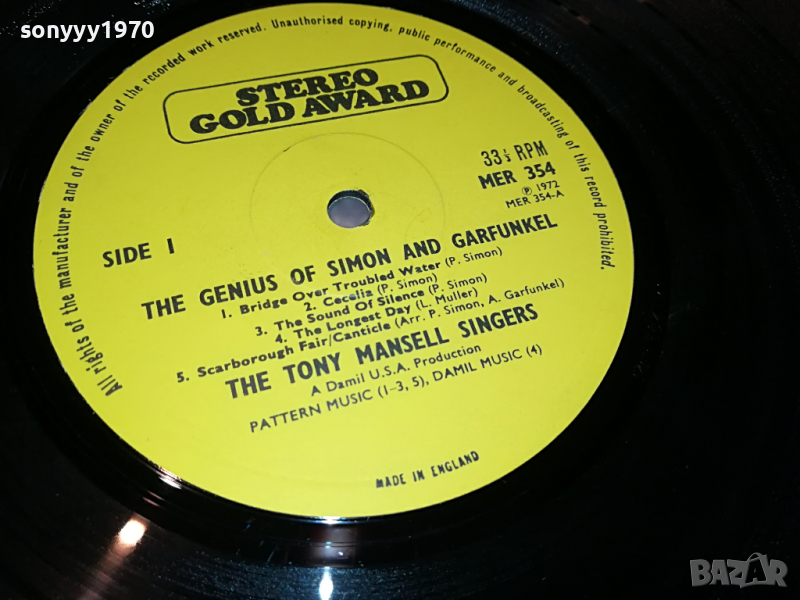 sonyyy1970
All rights of the manufacturer and of the owner of the recorded work reserved. Unauthorised copying, public performance and broadcasting of this record prohibited.
STEREO
GOLD AWARD
33⅓ RPM
MER 354
Ⓟ 1972
MER 354-A
SIDE 1
THE GENIUS OF SIMON AND GARFUNKEL
1. Bridge Over Troubled Water (P. Simon)
2. Cecelia (P. Simon)
3. The Sound Of Silence (P. Simon)
4. The Longest Day (L. Muller)
5. Scarborough Fair/Canticle (Arr. P. Simon, A. Garfunkel)
THE TONY MANSELL SINGERS
A Damil U.S.A. Production
PATTERN MUSIC (1-3, 5), DAMIL MUSIC (4)
MADE IN ENGLAND
BAZAR